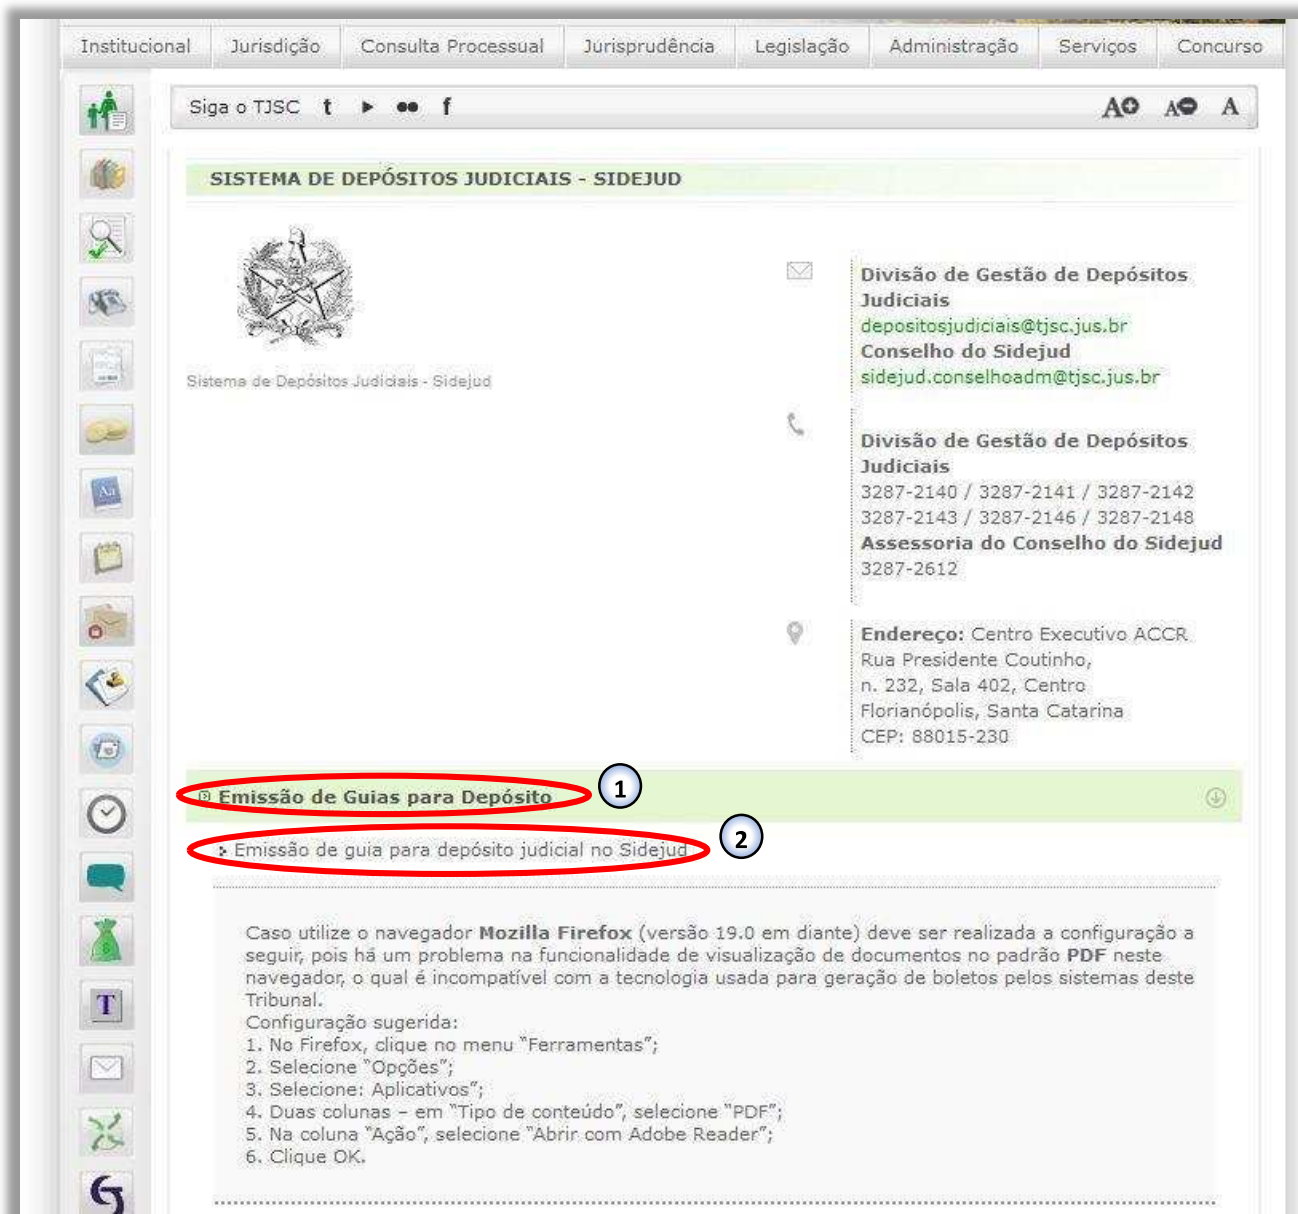 Institucional Jurisdição Consulta Processual Jurisprudência Legislação Administração Serviços Concurso
Siga o TJSC t f A A A
SISTEMA DE DEPÓSITOS JUDICIAIS - SIDEJUD
Sistema de Depósitos Judiciais - Sidejud
Divisão de Gestão de Depósitos
Judiciais
depositosjudiciais@tjsc.jus.br
Conselho do Sidejud
sidejud.conselhoadm@tjsc.jus.br
Divisão de Gestão de Depósitos
Judiciais
3287-2140 / 3287-2141 / 3287-2142
3287-2143 / 3287-2146 / 3287-2148
Assessoria do Conselho do Sidejud
3287-2612
Endereço: Centro Executivo ACCR
Rua Presidente Coutinho,
n. 232, Sala 402, Centro
Florianópolis, Santa Catarina
CEP: 88015-230
Emissão de Guias para Depósito 1
Emissão de guia para depósito judicial no Sidejud 2
Caso utilize o navegador Mozilla Firefox (versão 19.0 em diante) deve ser realizada a configuração a
seguir, pois há um problema na funcionalidade de visualização de documentos no padrão PDF neste
navegador, o qual é incompatível com a tecnologia usada para geração de boletos pelos sistemas deste
Tribunal.
Configuração sugerida:
1. No Firefox, clique no menu "Ferramentas";
2. Selecione "Opções";
3. Selecione: Aplicativos";
4. Duas colunas – em "Tipo de conteúdo", selecione "PDF";
5. Na coluna "Ação", selecione "Abrir com Adobe Reader";
6. Clique OK.
Aa
T